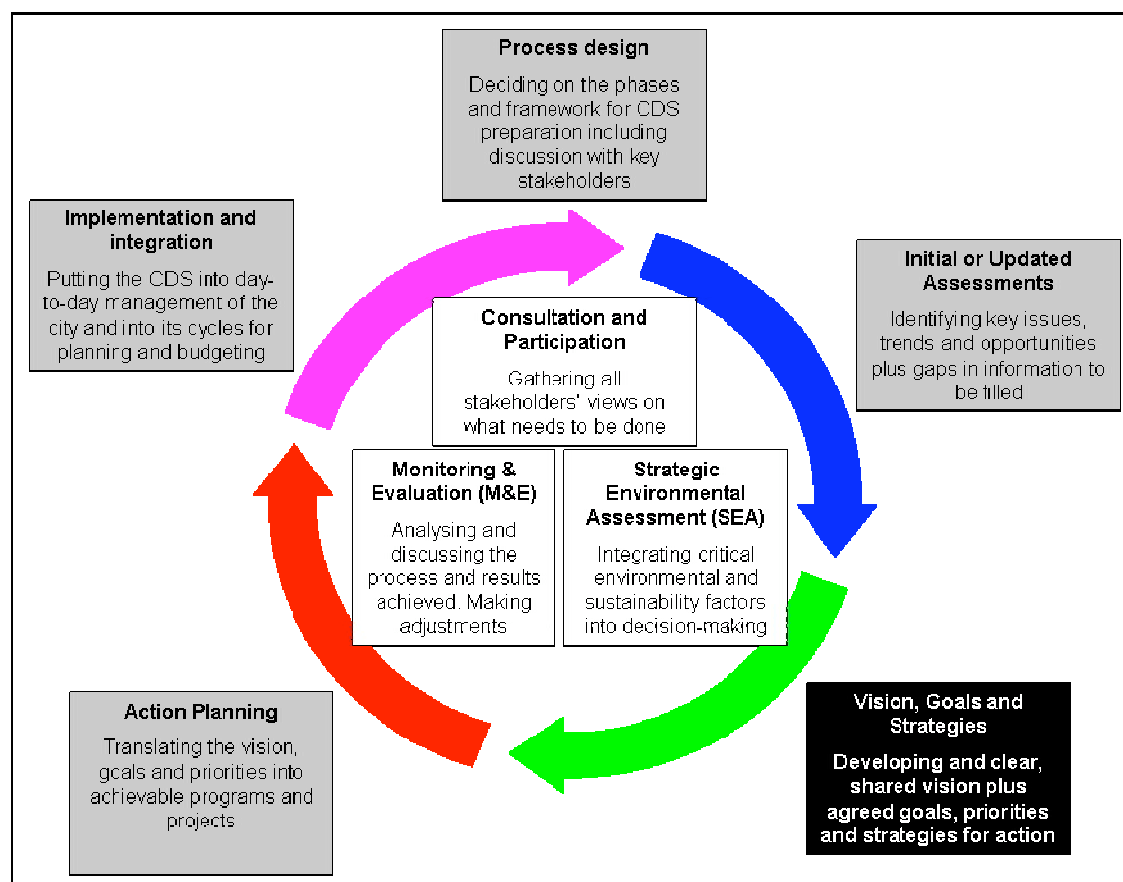 Process design
Deciding on the phases
and framework for CDS
preparation including
discussion with key
stakeholders
Implementation and
integration
Putting the CDS into day-
to-day management of the
city and into its cycles for
planning and budgeting
Initial or Updated
Assessments
Identifying key issues,
trends and opportunities
plus gaps in information to
be filled
Consultation and
Participation
Gathering all
stakeholders' views on
what needs to be done
Monitoring &
Evaluation (M&E)
Analysing and
discussing the
process and results
achieved. Making
adjustments
Strategic
Environmental
Assessment (SEA)
Integrating critical
environmental and
sustainability factors
into decision-making
Action Planning
Translating the vision,
goals and priorities into
achievable programs and
projects
Vision, Goals and
Strategies
Developing and clear,
shared vision plus
agreed goals, priorities
and strategies for action